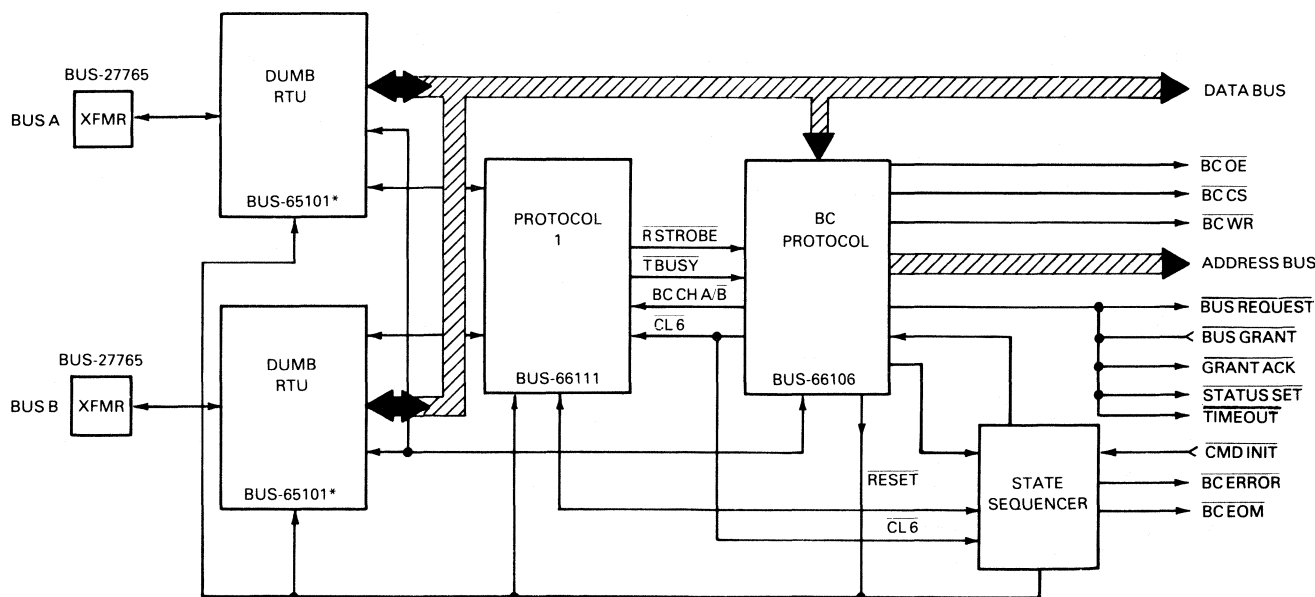 BUS-27765
BUS A
XFMR
DUMB
RTU
BUS-65101*
BUS-27765
BUS B
XFMR
DUMB
RTU
BUS-65101*
PROTOCOL
1
BUS-66111
R STROBE
T BUSY
BC CH A/B
CL 6
BC
PROTOCOL
BUS-66106
RESET
CL 6
STATE
SEQUENCER
DATA BUS
BC OE
BC CS
BC WR
ADDRESS BUS
BUS REQUEST
BUS GRANT
GRANT ACK
STATUS SET
TIMEOUT
CMD INIT
BC ERROR
BC EOM